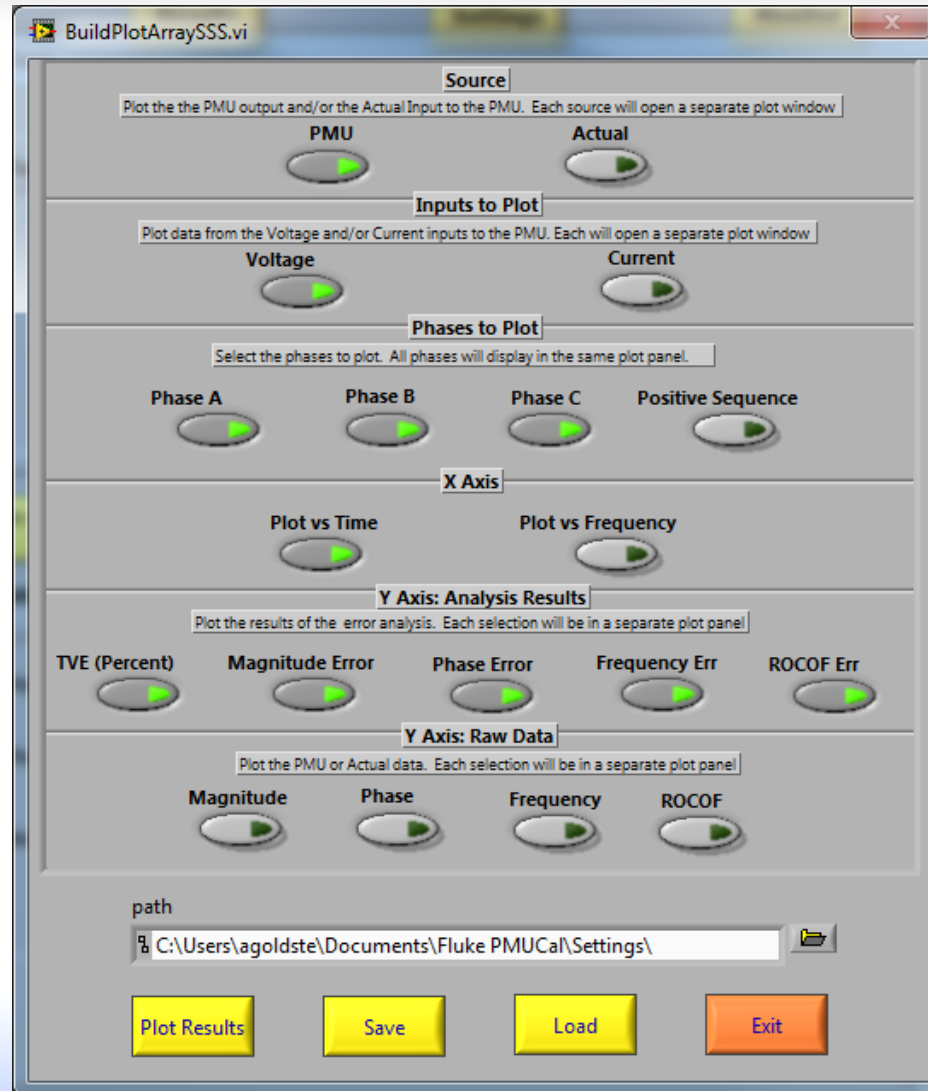 BuildPlotArraySSS.vi
Source
Plot the the PMU output and/or the Actual Input to the PMU. Each source will open a separate plot window
PMU Actual
Inputs to Plot
Plot data from the Voltage and/or Current inputs to the PMU. Each will open a separate plot window
Voltage Current
Phases to Plot
Select the phases to plot. All phases will display in the same plot panel.
Phase A Phase B Phase C Positive Sequence
X Axis
Plot vs Time Plot vs Frequency
Y Axis: Analysis Results
Plot the results of the error analysis. Each selection will be in a separate plot panel
TVE (Percent) Magnitude Error Phase Error Frequency Err ROCOF Err
Y Axis: Raw Data
Plot the PMU or Actual data. Each selection will be in a separate plot panel
Magnitude Phase Frequency ROCOF
path
C:\Users\agoldste\Documents\Fluke PMUCal\Settings\
Plot Results Save Load Exit